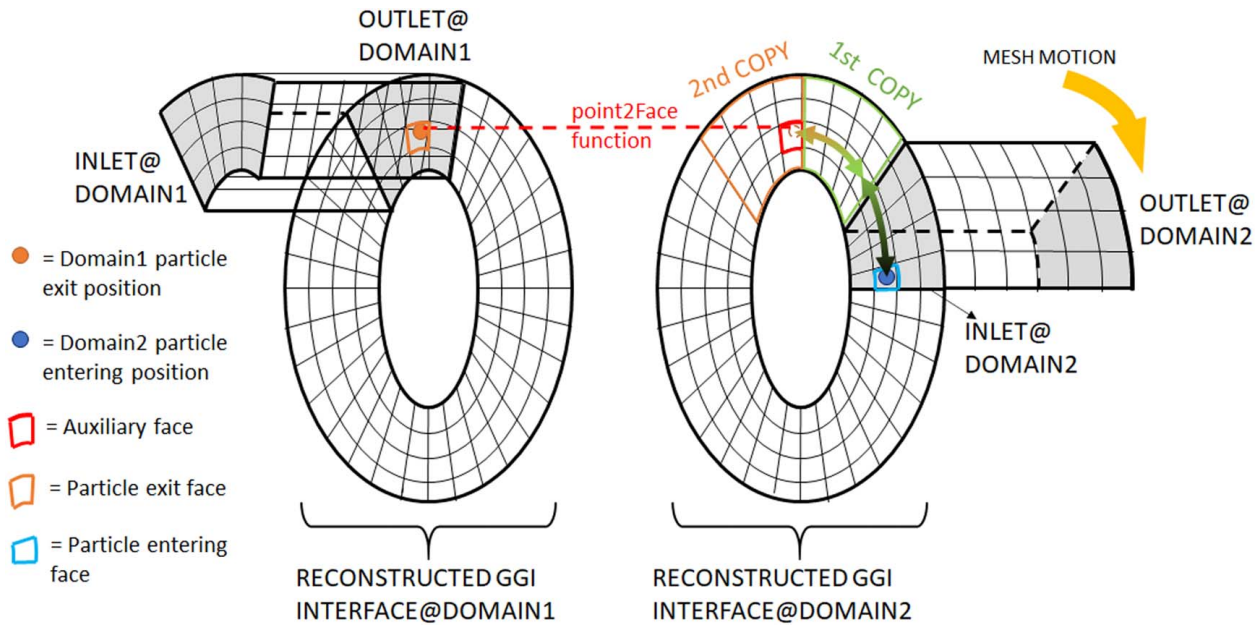 OUTLET@
DOMAIN1
INLET@
DOMAIN1
2nd COPY
1st COPY
point2Face
function
MESH MOTION
OUTLET@
DOMAIN2
INLET@
DOMAIN2
= Domain1 particle
exit position
= Domain2 particle
entering position
= Auxiliary face
= Particle exit face
= Particle entering
face
RECONSTRUCTED GGI
INTERFACE@DOMAIN1
RECONSTRUCTED GGI
INTERFACE@DOMAIN2